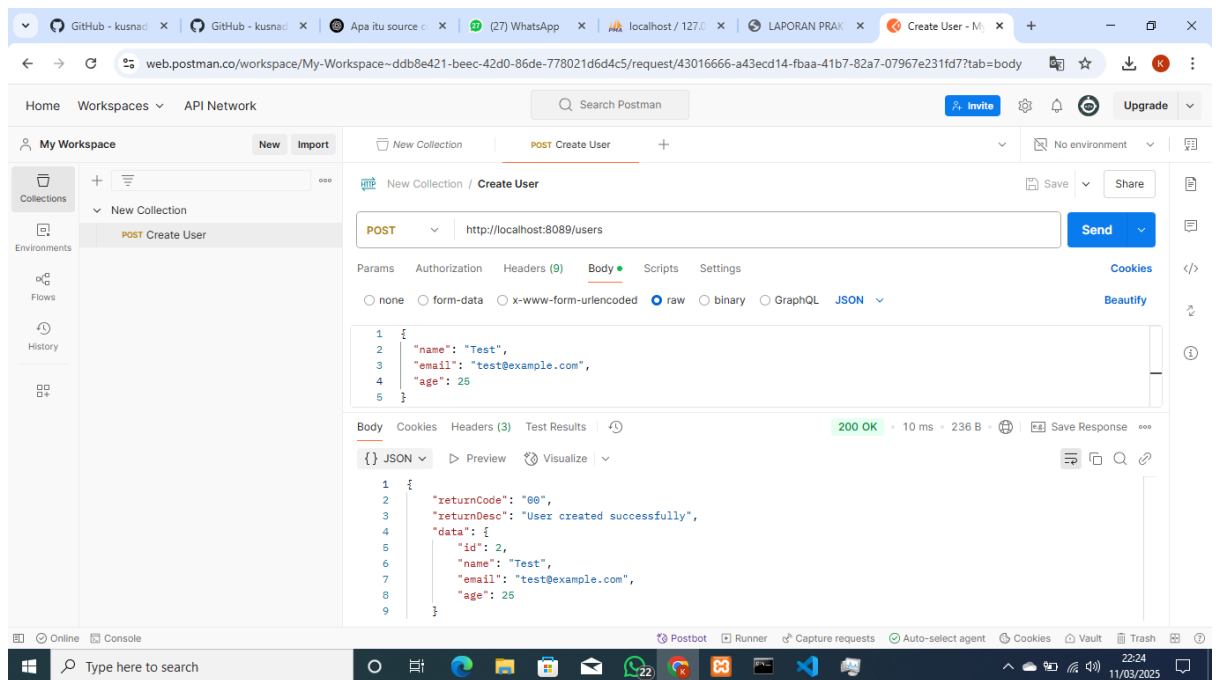 GitHub - kusnad
GitHub - kusnad
Apa itu source c
(27) WhatsApp
localhost / 127.0
LAPORAN PRAK
Create User - My
web.postman.co/workspace/My-Workspace~ddb8e421-beec-42d0-86de-778021d6d4c5/request/43016666-a43ecd14-fbaa-41b7-82a7-07967e231fd7?tab=body
K
Home Workspaces API Network
Search Postman
Invite
Upgrade
My Workspace
New Import
New Collection
POST Create User
No environment
Collections
HTTP New Collection / Create User
Save
Share
New Collection
POST Create User
POST http://localhost:8089/users
Send
Environments
Flows
History
Params Authorization Headers (9) Body Scripts Settings
Cookies
none form-data x-www-form-urlencoded raw binary GraphQL JSON
Beautify
1 {
2 "name": "Test",
3 "email": "test@example.com",
4 "age": 25
5 }
Body Cookies Headers (3) Test Results
200 OK • 10 ms • 236 B
e.g. Save Response
{} JSON Preview Visualize
1 {
2 "returnCode": "00",
3 "returnDesc": "User created successfully",
4 "data": {
5 "id": 2,
6 "name": "Test",
7 "email": "test@example.com",
8 "age": 25
9 }
Online Console
Postbot Runner Capture requests Auto-select agent Cookies Vault Trash
Type here to search
22
22:24
11/03/2025